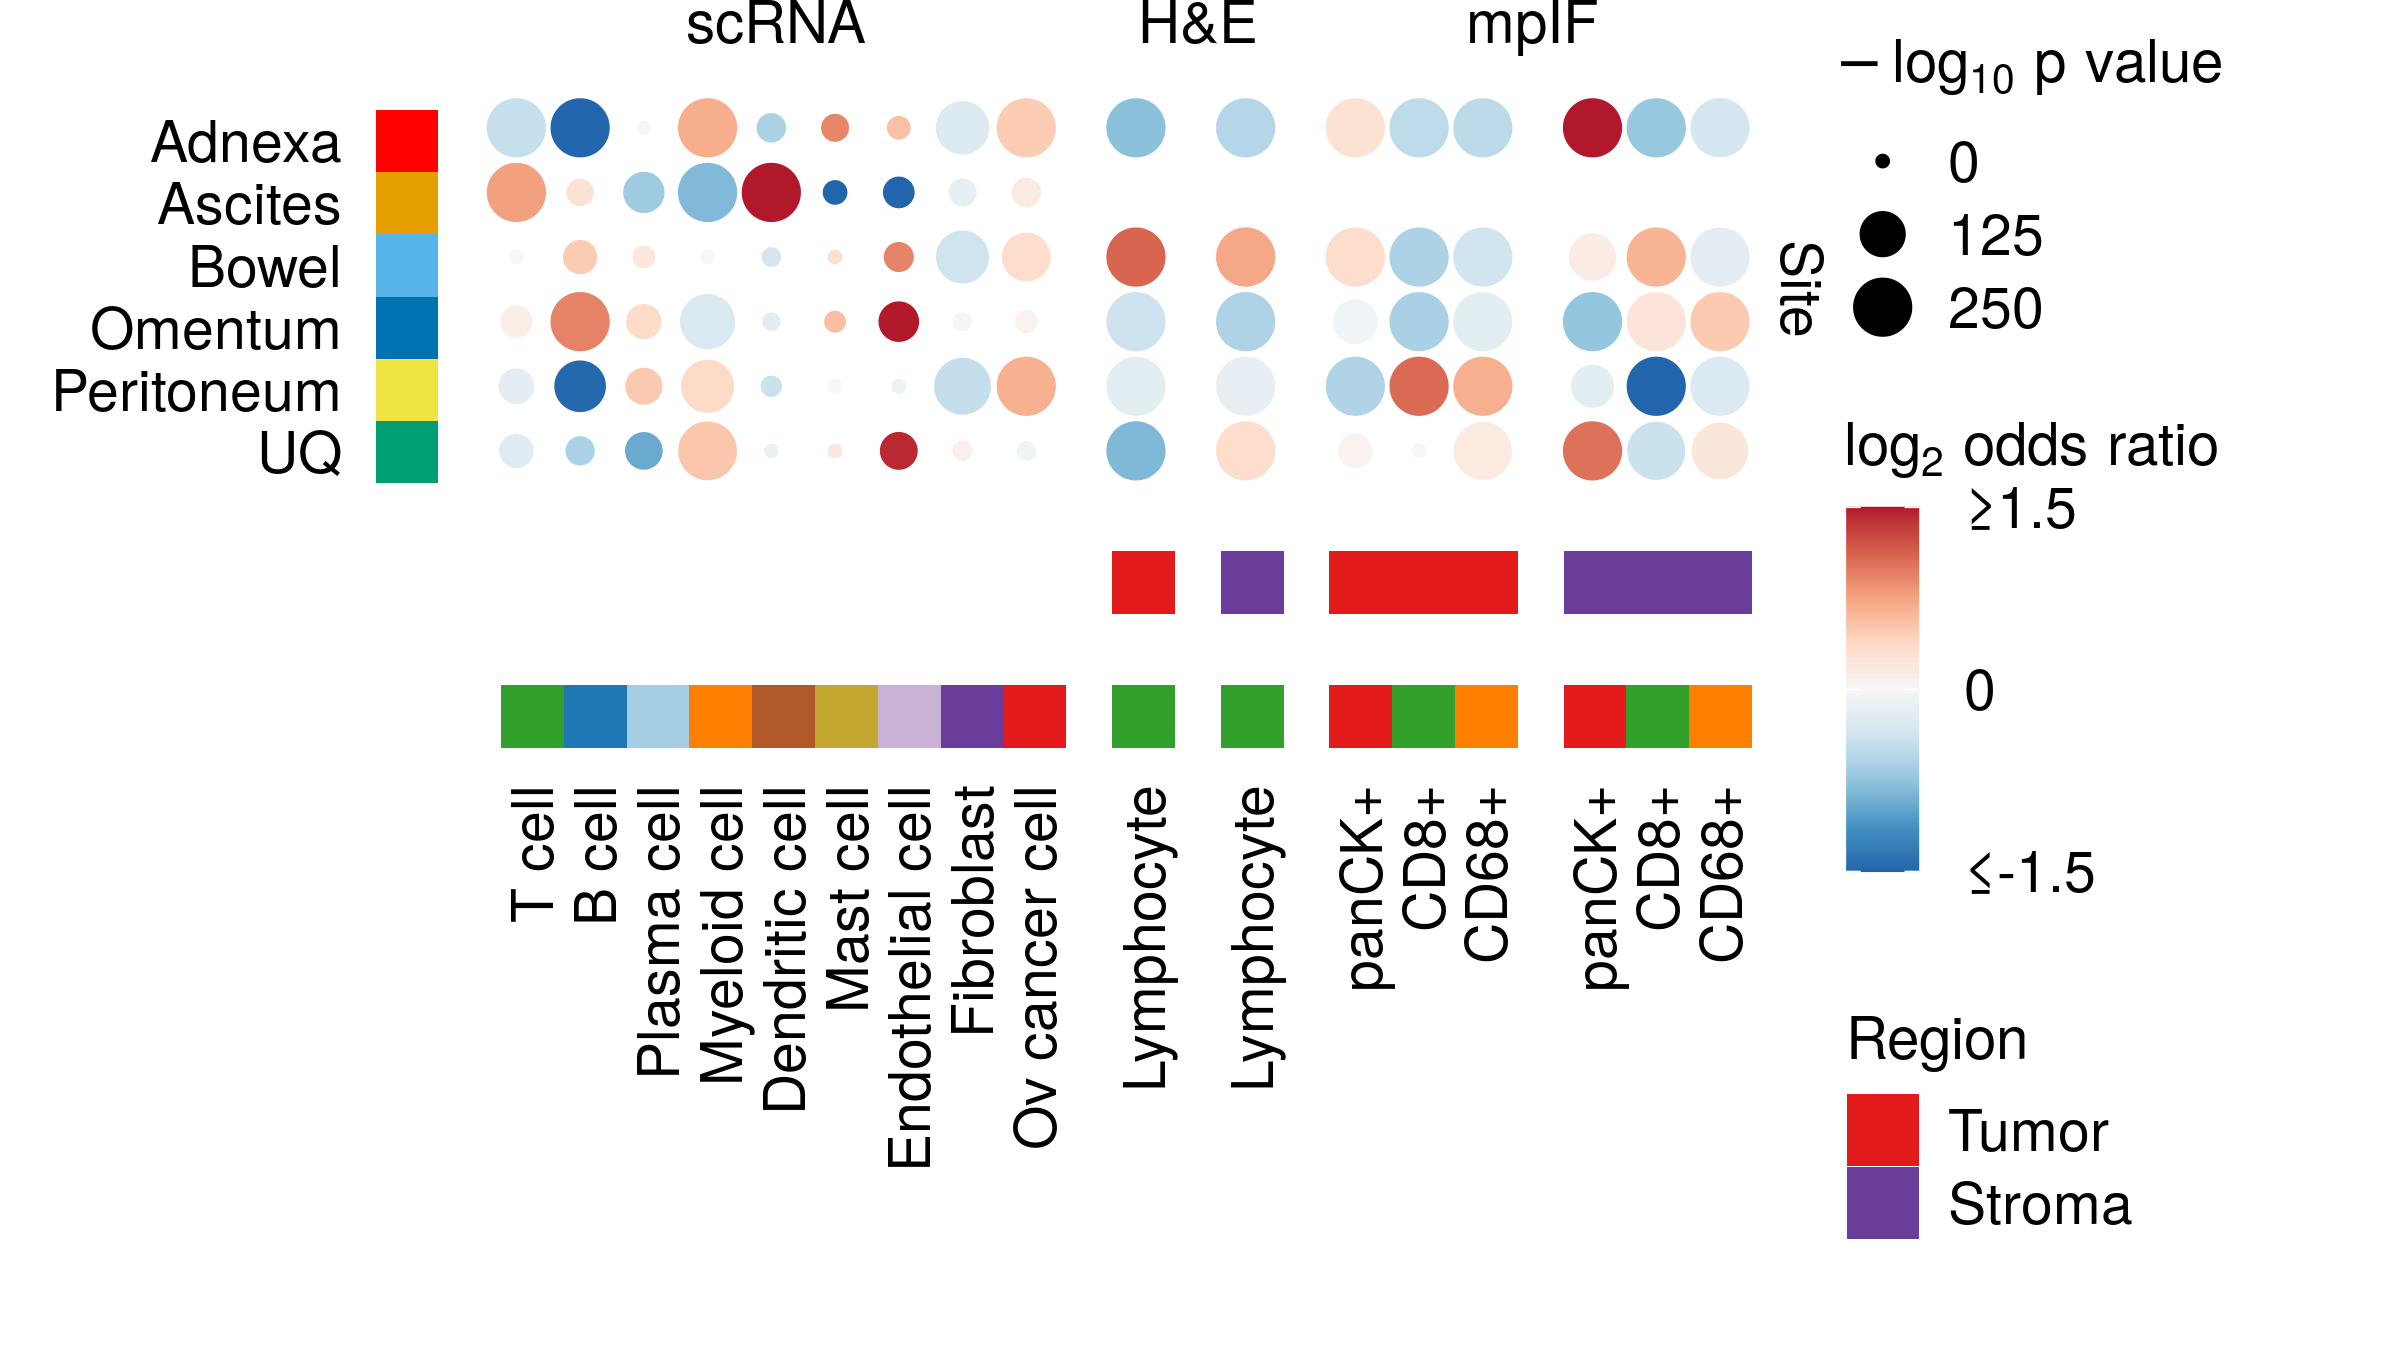 scRNA
H&E
mpIF
Adnexa
Ascites
Bowel
Omentum
Peritoneum
UQ
Site
T cell
B cell
Plasma cell
Myeloid cell
Dendritic cell
Mast cell
Endothelial cell
Fibroblast
Ov cancer cell
Lymphocyte
Lymphocyte
panCK+
CD8+
CD68+
panCK+
CD8+
CD68+
− log10 p value
0
125
250
log2 odds ratio
≥1.5
0
≤-1.5
Region
Tumor
Stroma